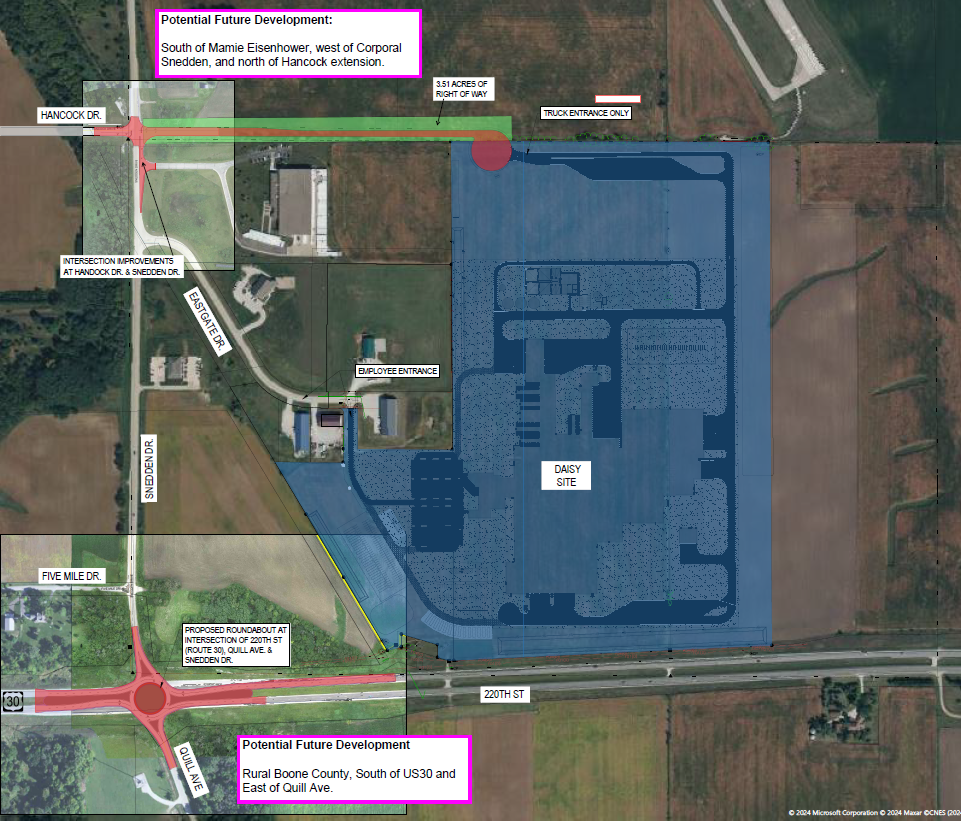 Potential Future Development:
South of Mamie Eisenhower, west of Corporal
Snedden, and north of Hancock extension.
3.51 ACRES OF
RIGHT OF WAY
HANCOCK DR.
TRUCK ENTRANCE ONLY
INTERSECTION IMPROVEMENTS
AT HANDOCK DR. & SNEDDEN DR.
EASTGATE DR.
EMPLOYEE ENTRANCE
SNEDDEN DR.
DAISY
SITE
FIVE MILE DR.
PROPOSED ROUNDABOUT AT
INTERSECTION OF 220TH ST
(ROUTE 30), QUILL AVE. &
SNEDDEN DR.
30
220TH ST
QUILL AVE
Potential Future Development
Rural Boone County, South of US30 and
East of Quill Ave.
© 2024 Microsoft Corporation © 2024 Maxar ©CNES (202